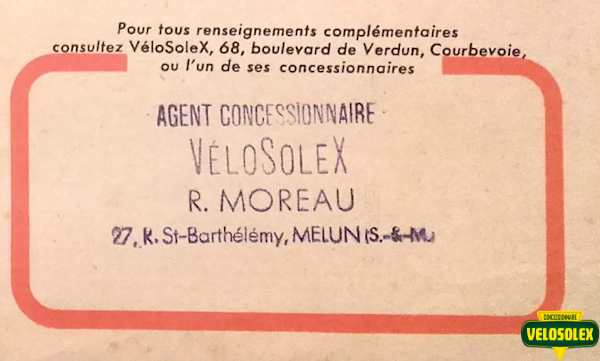 Pour tous renseignements complémentaires
consultez VéloSoleX, 68, boulevard de Verdun, Courbevoie,
ou l'un de ses concessionnaires
AGENT CONCESSIONNAIRE
VÉLOSOLEX
R. MOREAU
27, R. St-Barthélémy, MELUN (S.-&-M.)
CONCESSIONNAIRE
VELOSOLEX